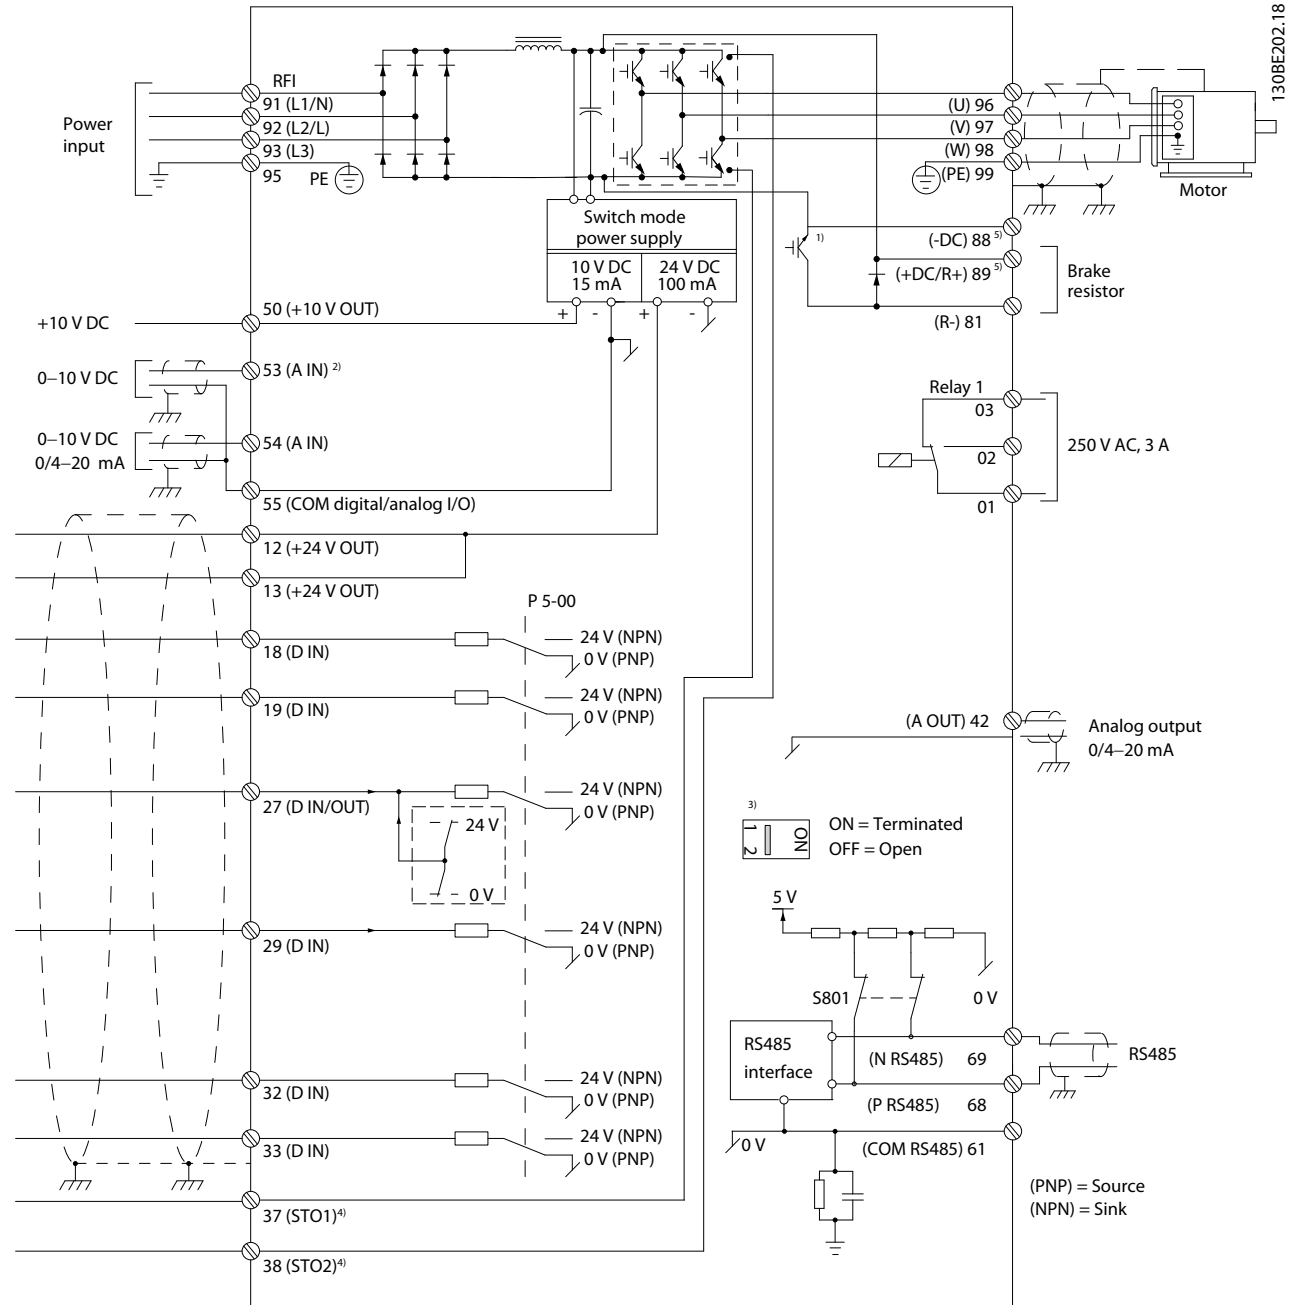 130BE202.18
RFI
91 (L1/N)
92 (L2/L)
93 (L3)
95
PE
Power
input
(U) 96
(V) 97
(W) 98
(PE) 99
Motor
Switch mode
power supply
10 V DC
15 mA
24 V DC
100 mA
+ - + -
1)
(-DC) 88 5)
(+DC/R+) 89 5)
(R-) 81
Brake
resistor
+10 V DC
50 (+10 V OUT)
0–10 V DC
53 (A IN) 2)
0–10 V DC
0/4–20 mA
54 (A IN)
55 (COM digital/analog I/O)
Relay 1
03
02
01
250 V AC, 3 A
12 (+24 V OUT)
13 (+24 V OUT)
P 5-00
18 (D IN)
24 V (NPN)
0 V (PNP)
19 (D IN)
24 V (NPN)
0 V (PNP)
27 (D IN/OUT)
24 V (NPN)
0 V (PNP)
24 V
0 V
29 (D IN)
24 V (NPN)
0 V (PNP)
32 (D IN)
24 V (NPN)
0 V (PNP)
33 (D IN)
24 V (NPN)
0 V (PNP)
37 (STO1) 4)
38 (STO2) 4)
(A OUT) 42
Analog output
0/4–20 mA
3)
1 2
ON
ON = Terminated
OFF = Open
5 V
S801
0 V
RS485
interface
(N RS485) 69
(P RS485) 68
RS485
0 V
(COM RS485) 61
(PNP) = Source
(NPN) = Sink